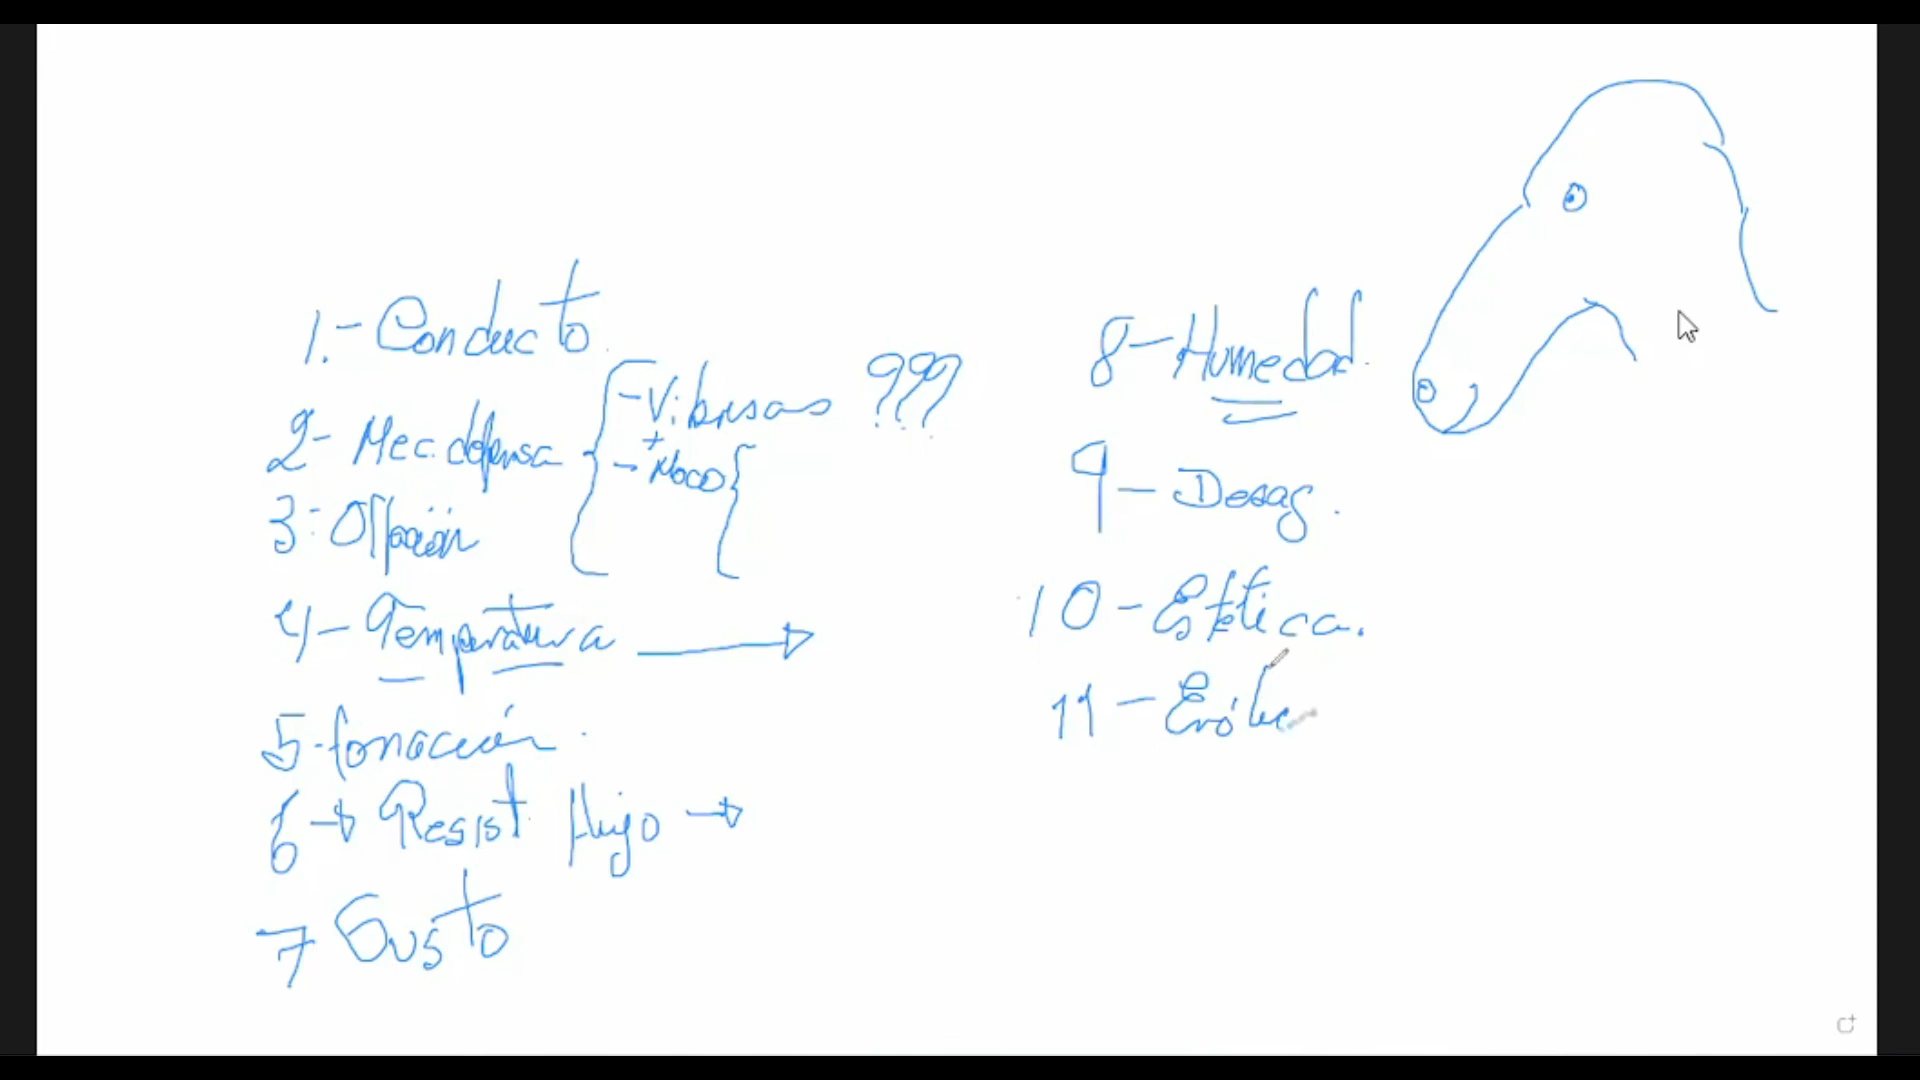 1.- Conducto
2- Mec. defensa { - Vibrisas ???
- Moco {
3- Olfación
4- Temperatura →
5- fonación.
6 → Resist flujo →
7 Gusto
8- Humedad.
9- Desag.
10- Estética.
11-